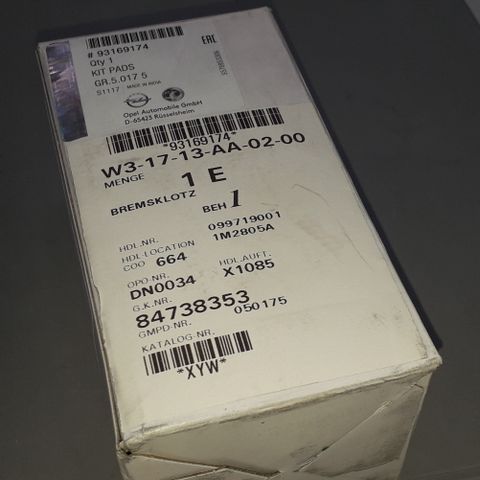 # 93169174
Qty 1
KIT PADS
GR.5.017 5
S1117 MADE IN INDIA
EAC
Opel Automobile GmbH
D-65423 Rüsselsheim
*93169174*
W3-17-13-AA-02-00
MENGE 1 E
BREMSKLOTZ BEH 1
HDL.NR. 099719001
HDL-LOCATION 1M2805A
COO 664
OPO-NR. HDLAUFT.
DN0034 X1085
G.K.NR.
84738353
GMPD-NR. 050175
KATALOG-NR.
*XYW*